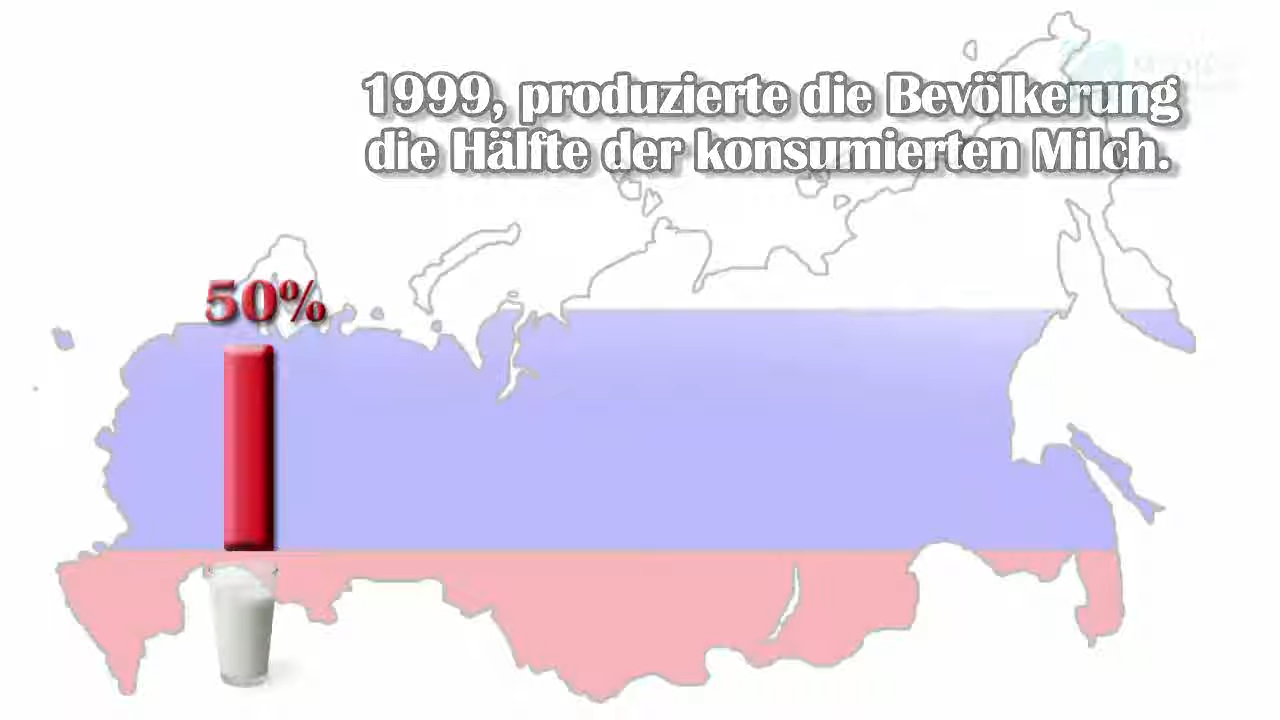 1999, produzierte die Bevölkerung
die Hälfte der konsumierten Milch.
50%